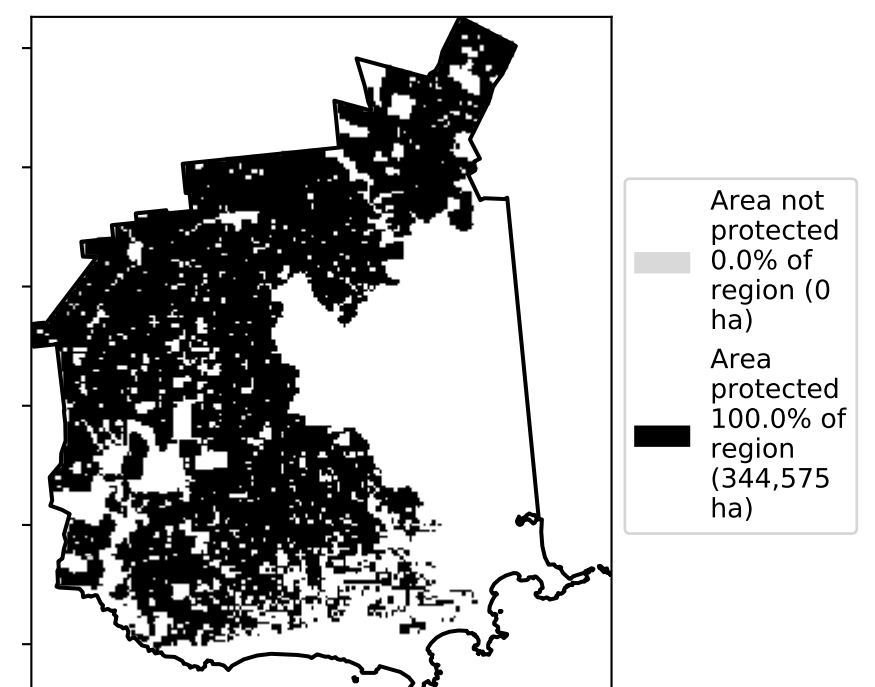 Area not
protected
0.0% of
region (0
ha)
Area
protected
100.0% of
region
(344,575
ha)